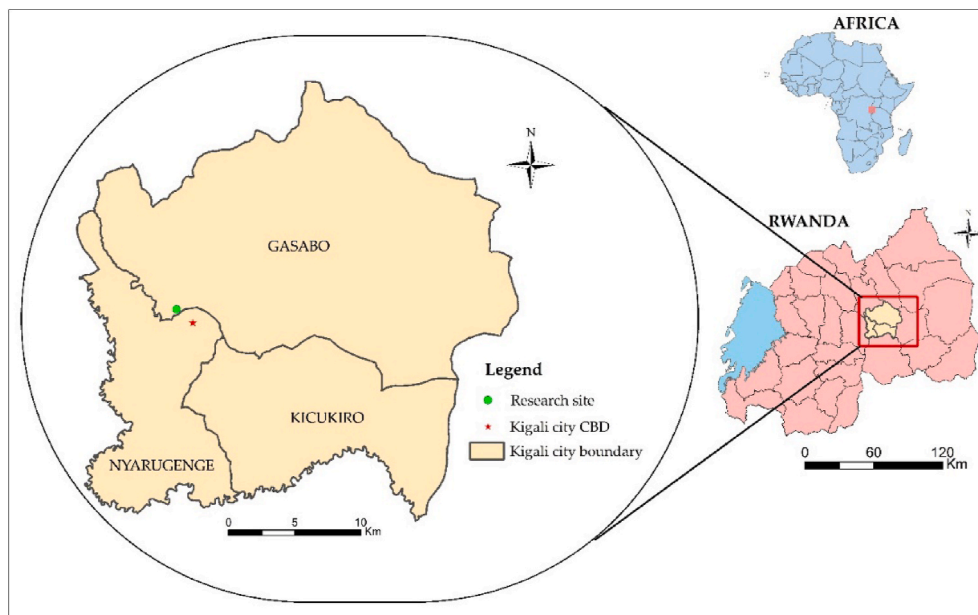 AFRICA
N
GASABO
RWANDA
N
Legend
Research site
KICUKIRO
Kigali city CBD
NYARUGENGE
Kigali city boundary
0 60 120
Km
0 5 10
Km